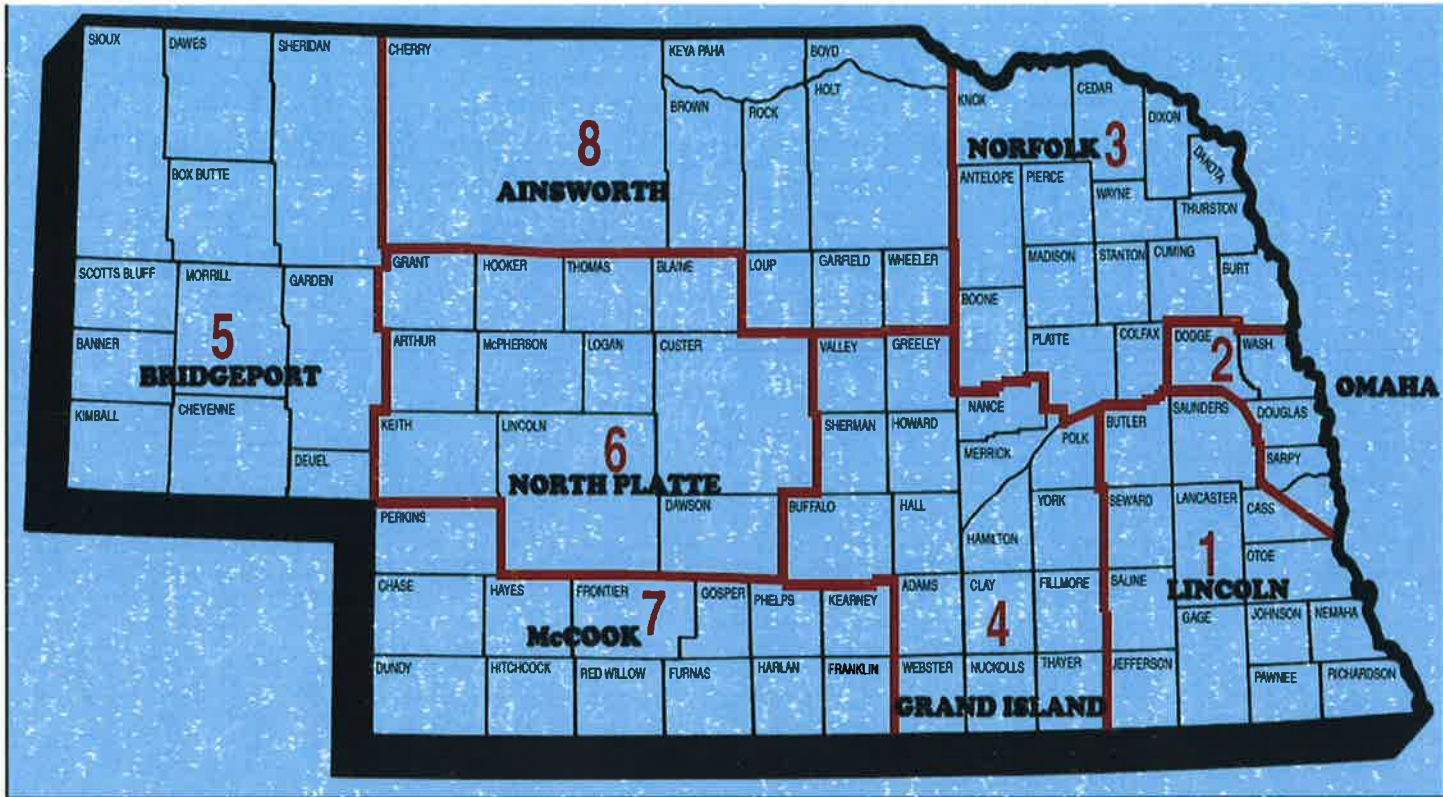 SIOUX
DAWES
SHERIDAN
CHERRY
KEYA PAHA
BOYD
HOLT
BROWN
ROCK
KNOX
CEDAR
DIXON
DAKOTA
8
AINSWORTH
NORFOLK 3
BOX BUTTE
ANTELOPE
PIERCE
WAYNE
THURSTON
SCOTTS BLUFF
MORRILL
GARDEN
GRANT
HOOKER
THOMAS
BLAINE
LOUP
GARFIELD
WHEELER
MADISON
STANTON
CUMING
BURT
BOONE
BANNER
5
BRIDGEPORT
ARTHUR
McPHERSON
LOGAN
CUSTER
VALLEY
GREELEY
PLATTE
COLFAX
DODGE
2
WASH.
OMAHA
KIMBALL
CHEYENNE
DEUEL
KEITH
LINCOLN
6
NORTH PLATTE
SHERMAN
HOWARD
NANCE
MERRICK
POLK
BUTLER
SAUNDERS
DOUGLAS
SARPY
PERKINS
DAWSON
BUFFALO
HALL
HAMILTON
YORK
SEWARD
LANCASTER
CASS
OTOE
1
LINCOLN
CHASE
HAYES
FRONTIER
GOSPER
PHELPS
KEARNEY
ADAMS
CLAY
FILLMORE
SALINE
GAGE
JOHNSON
NEMAHA
McCOOK 7
4
DUNDY
HITCHCOCK
RED WILLOW
FURNAS
HARLAN
FRANKLIN
WEBSTER
NUCKOLLS
THAYER
JEFFERSON
PAWNEE
RICHARDSON
GRAND ISLAND